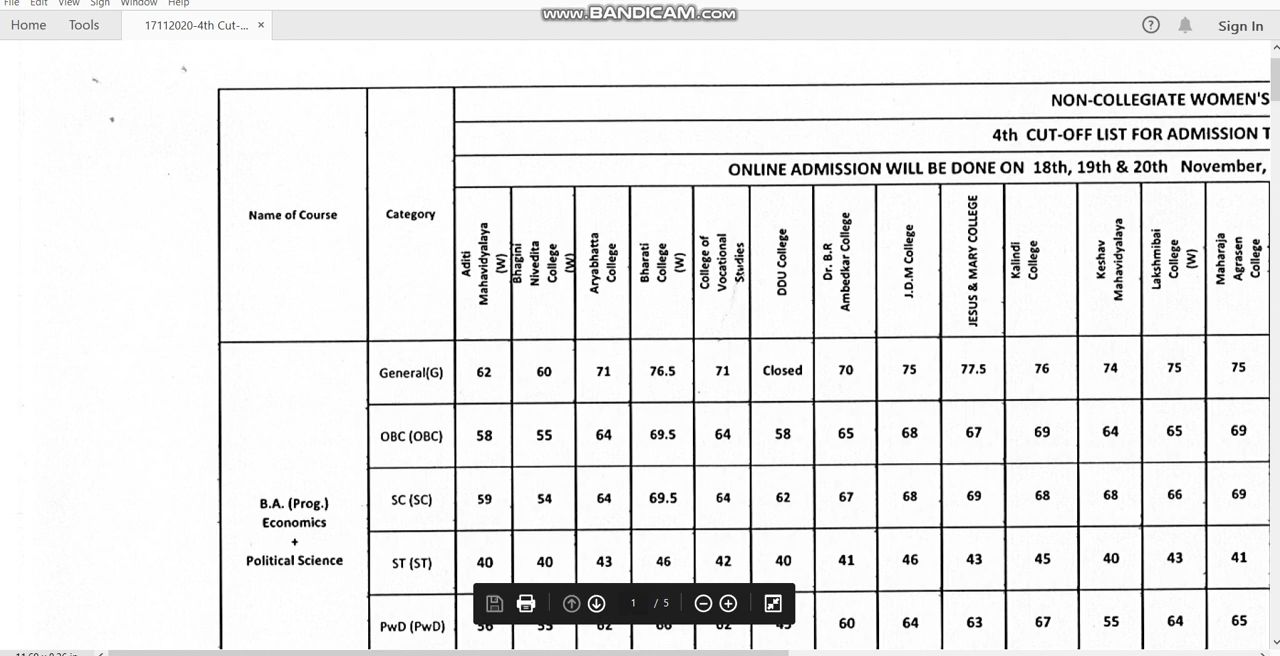 File Edit View Sign Window Help
www.BANDICAM.com
Home Tools 17112020-4th Cut-... × Sign In
NON-COLLEGIATE WOMEN'S
4th CUT-OFF LIST FOR ADMISSION T
ONLINE ADMISSION WILL BE DONE ON 18th, 19th & 20th November,
Name of Course Category Aditi Mahavidyalaya (W) Bhagini Nivedita College (W) Aryabhatta College Bharati College (W) College of Vocational Studies DDU College Dr. B.R Ambedkar College J.D.M College JESUS & MARY COLLEGE Kalindi College Keshav Mahavidyalaya Lakshmibai College (W) Maharaja Agrasen College
General(G) 62 60 71 76.5 71 Closed 70 75 77.5 76 74 75 75
OBC (OBC) 58 55 64 69.5 64 58 65 68 67 69 64 65 69
B.A. (Prog.)
Economics
+
Political Science
SC (SC) 59 54 64 69.5 64 62 67 68 69 68 68 66 69
ST (ST) 40 40 43 46 42 40 41 46 43 45 40 43 41
1 / 5
PwD (PwD) 60 64 63 67 55 64 65